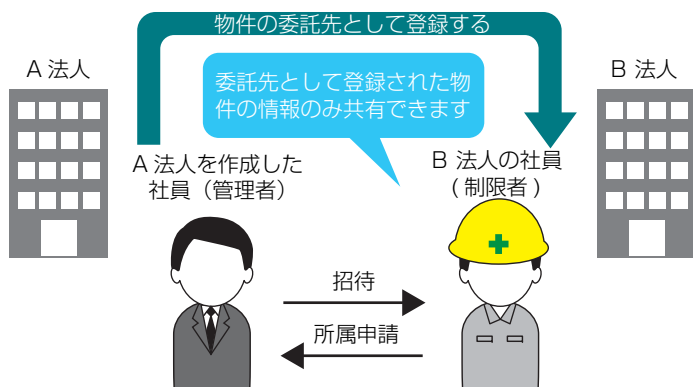 物件の委託先として登録する
A 法人
B 法人
委託先として登録された物
件の情報のみ共有できます
A 法人を作成した
社員（管理者）
B 法人の社員
( 制限者 )
招待
所属申請